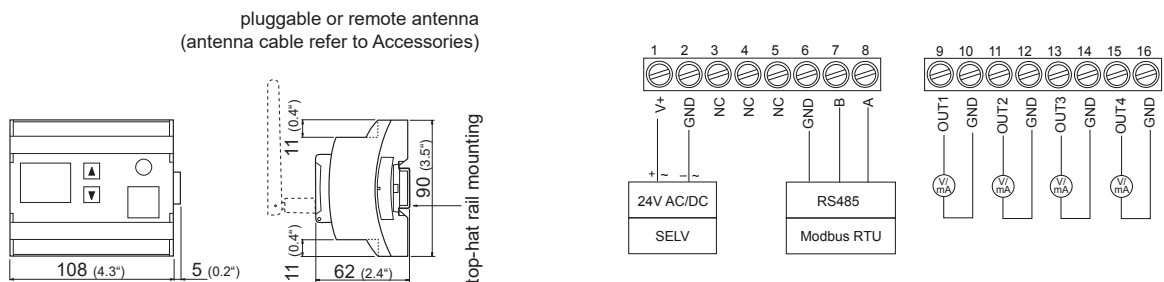 pluggable or remote antenna
(antenna cable refer to Accessories)
11 (0.4“)
11 (0.4“)
90 (3.5“)
top-hat rail mounting
108 (4.3“)
5 (0.2“)
62 (2.4“)
1 2 3 4 5 6 7 8
V+ GND NC NC NC GND B A
+ ~ – ~
24V AC/DC
SELV
RS485
Modbus RTU
9 10 11 12 13 14 15 16
OUT1 GND OUT2 GND OUT3 GND OUT4 GND
V/ mA V/ mA V/ mA V/ mA